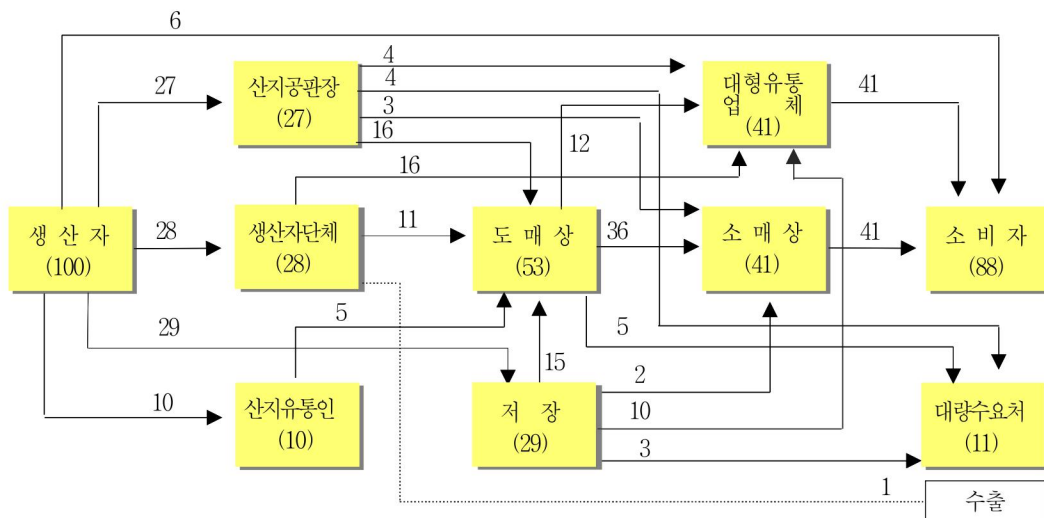 6
27
산지공판장
(27)
4
4
3
16
대형유통
업 체
(41)
41
12
16
생 산 자
(100)
28
생산자단체
(28)
11
도 매 상
(53)
36
소 매 상
(41)
41
소 비 자
(88)
29
5
15
5
10
산지유통인
(10)
저 장
(29)
2
10
3
대량수요처
(11)
1
수출